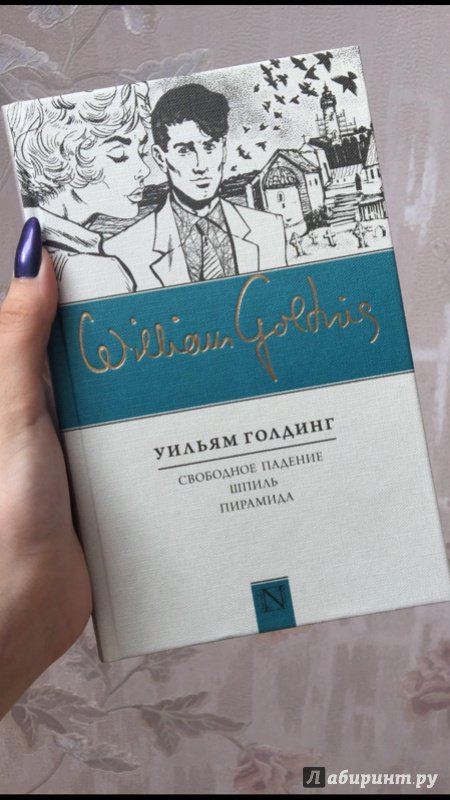 William Golding
УИЛЬЯМ ГОЛДИНГ
СВОБОДНОЕ ПАДЕНИЕ
ШПИЛЬ
ПИРАМИДА
N
Лабиринт.ру